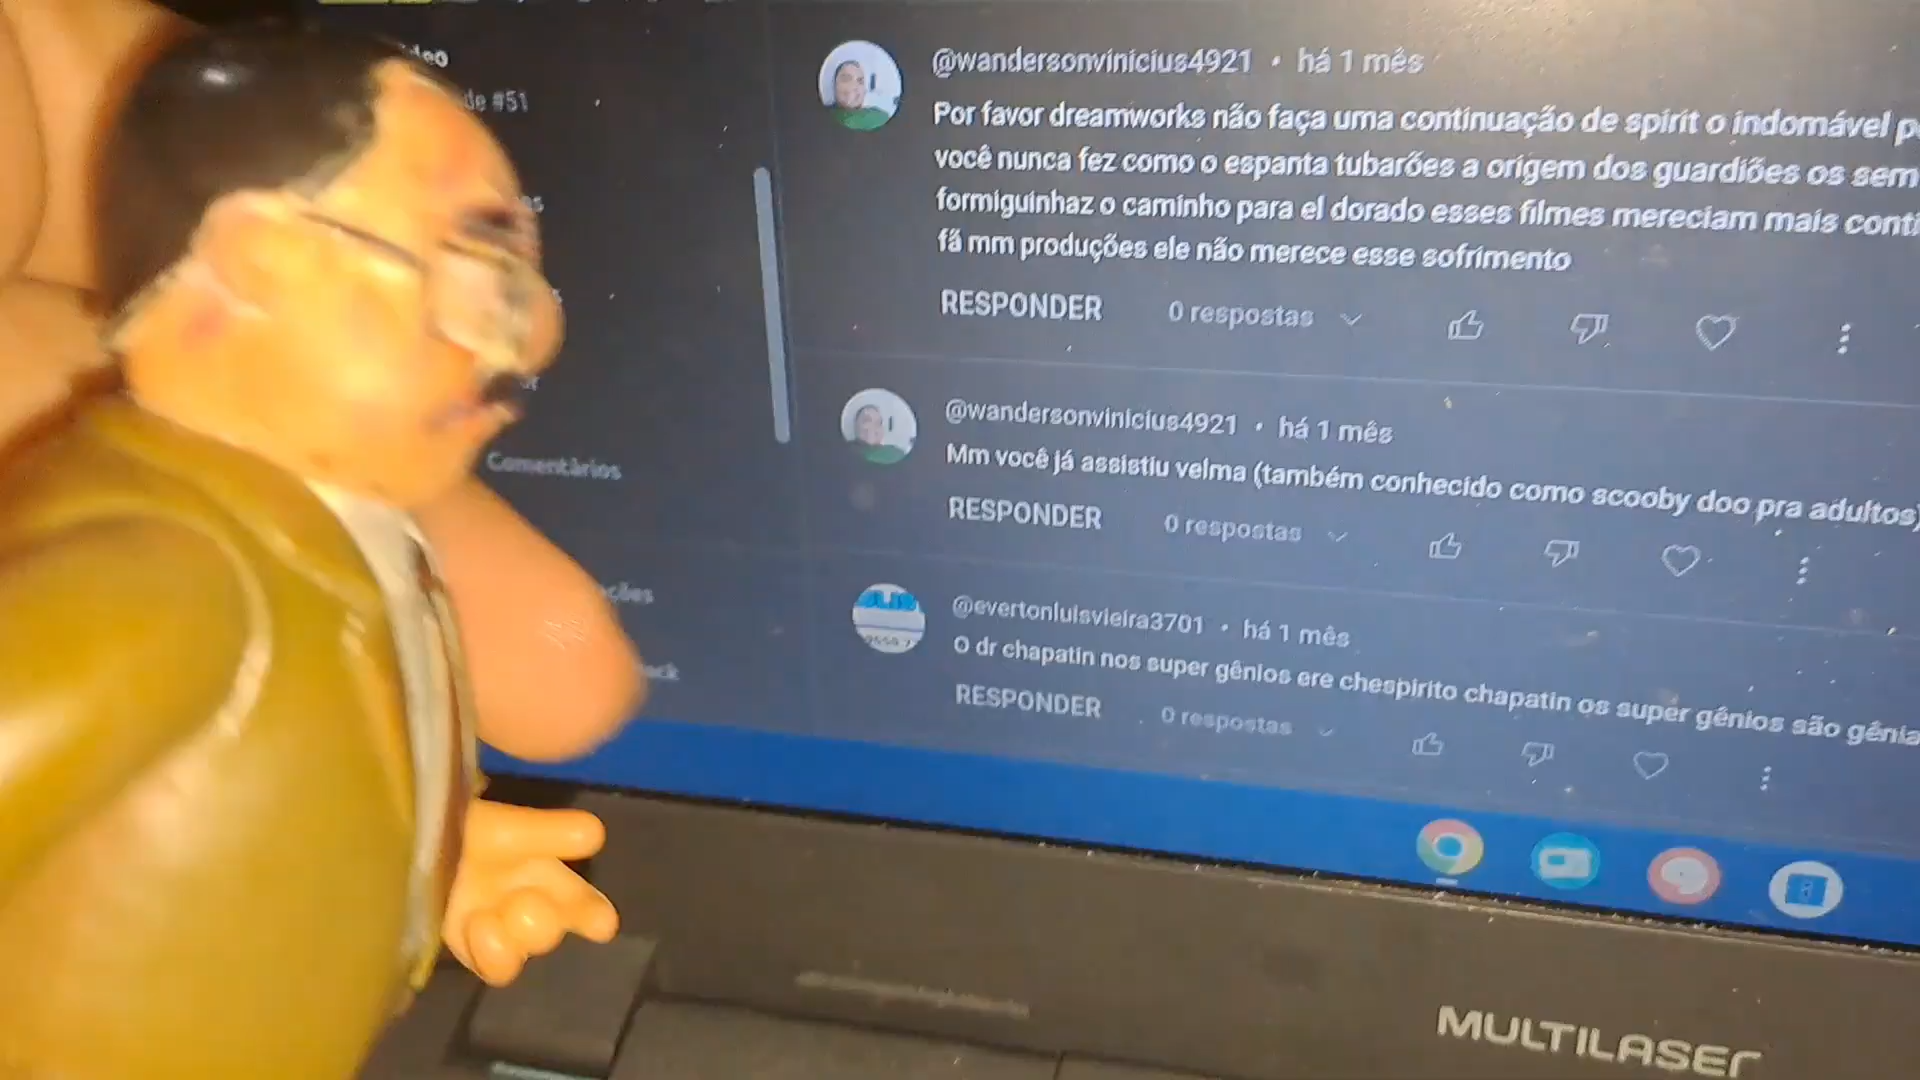 de #51
@wandersonvinicius4921 • há 1 mês
Por favor dreamworks não faça uma continuação de spirit o indomável
você nunca fez como o espanta tubarões a origem dos guardiões os sem
formiguinhaz o caminho para el dorado esses filmes mereciam mais
fã mm produções ele não merece esse sofrimento
RESPONDER 0 respostas
@wandersonvinicius4921 • há 1 mês
Mm você já assistiu velma (também conhecido como scooby doo pra adultos)
RESPONDER 0 respostas
Comentários
@evertonluisvieira3701 • há 1 mês
O dr chapatin nos super gênios ere chespirito chapatin os super gênios são
RESPONDER 0 respostas
MULTILASER